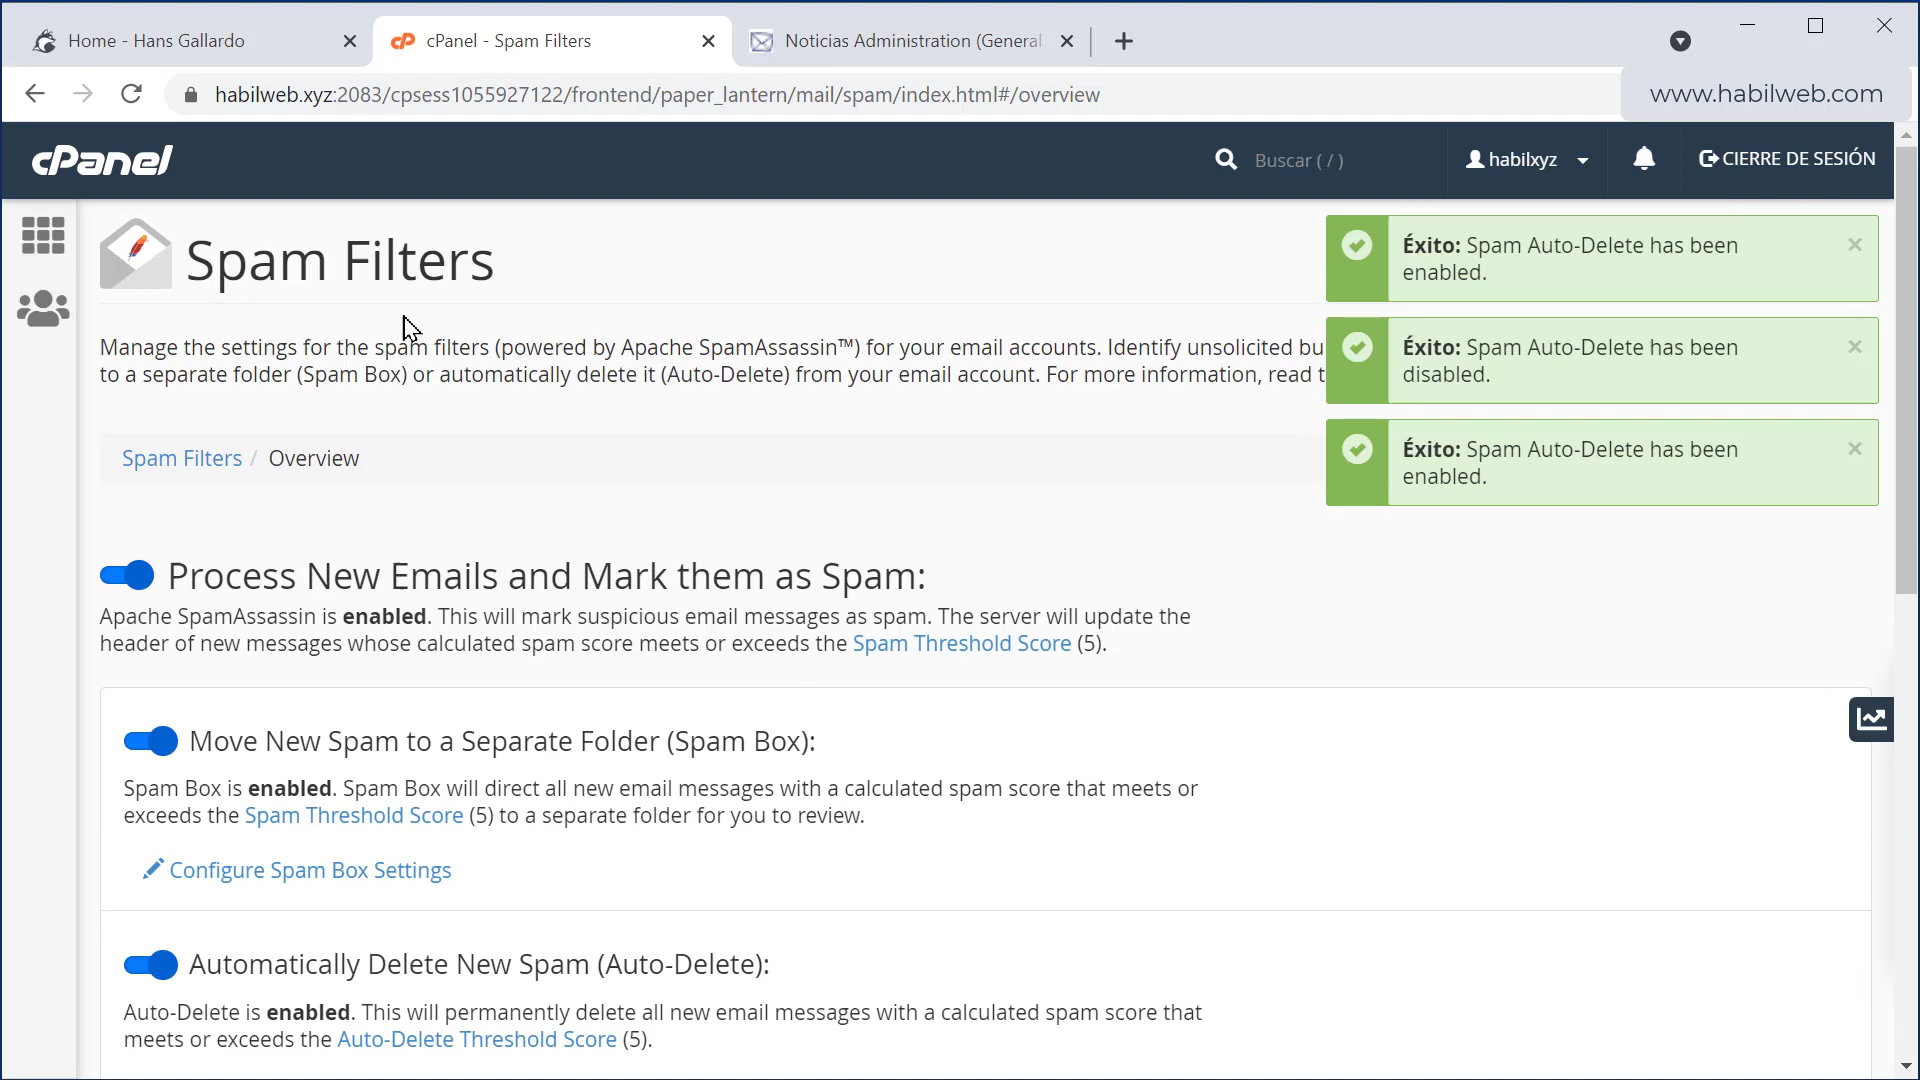 Home - Hans Gallardo
cPanel - Spam Filters
Noticias Administration (General
habilweb.xyz:2083/cpsess1055927122/frontend/paper_lantern/mail/spam/index.html#/overview
www.habilweb.com
cPanel
Buscar ( / )
habilxyz
CIERRE DE SESIÓN
Spam Filters
Manage the settings for the spam filters (powered by Apache SpamAssassin™) for your email accounts. Identify unsolicited bu
to a separate folder (Spam Box) or automatically delete it (Auto-Delete) from your email account. For more information, read t
Éxito: Spam Auto-Delete has been
enabled.
Éxito: Spam Auto-Delete has been
disabled.
Éxito: Spam Auto-Delete has been
enabled.
Spam Filters / Overview
Process New Emails and Mark them as Spam:
Apache SpamAssassin is enabled. This will mark suspicious email messages as spam. The server will update the
header of new messages whose calculated spam score meets or exceeds the Spam Threshold Score (5).
Move New Spam to a Separate Folder (Spam Box):
Spam Box is enabled. Spam Box will direct all new email messages with a calculated spam score that meets or
exceeds the Spam Threshold Score (5) to a separate folder for you to review.
Configure Spam Box Settings
Automatically Delete New Spam (Auto-Delete):
Auto-Delete is enabled. This will permanently delete all new email messages with a calculated spam score that
meets or exceeds the Auto-Delete Threshold Score (5).